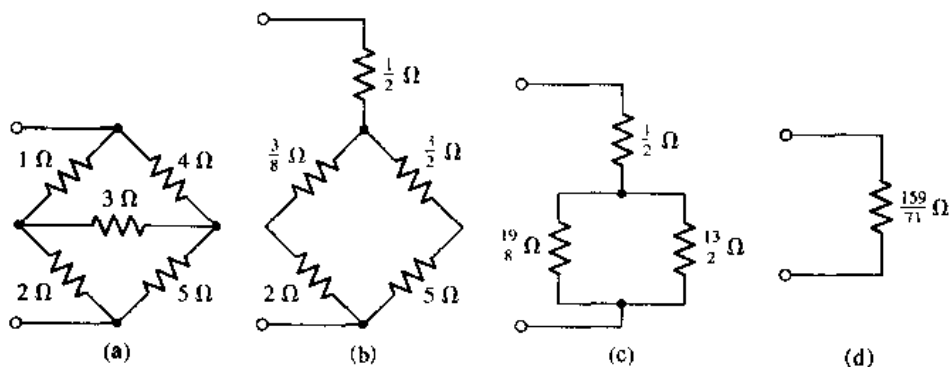 1/2 Ω
1 Ω 4 Ω
3 Ω
2 Ω 5 Ω
(a)
3/8 Ω 3/2 Ω
2 Ω 5 Ω
(b)
1/2 Ω
19/8 Ω 13/2 Ω
(c)
159/71 Ω
(d)